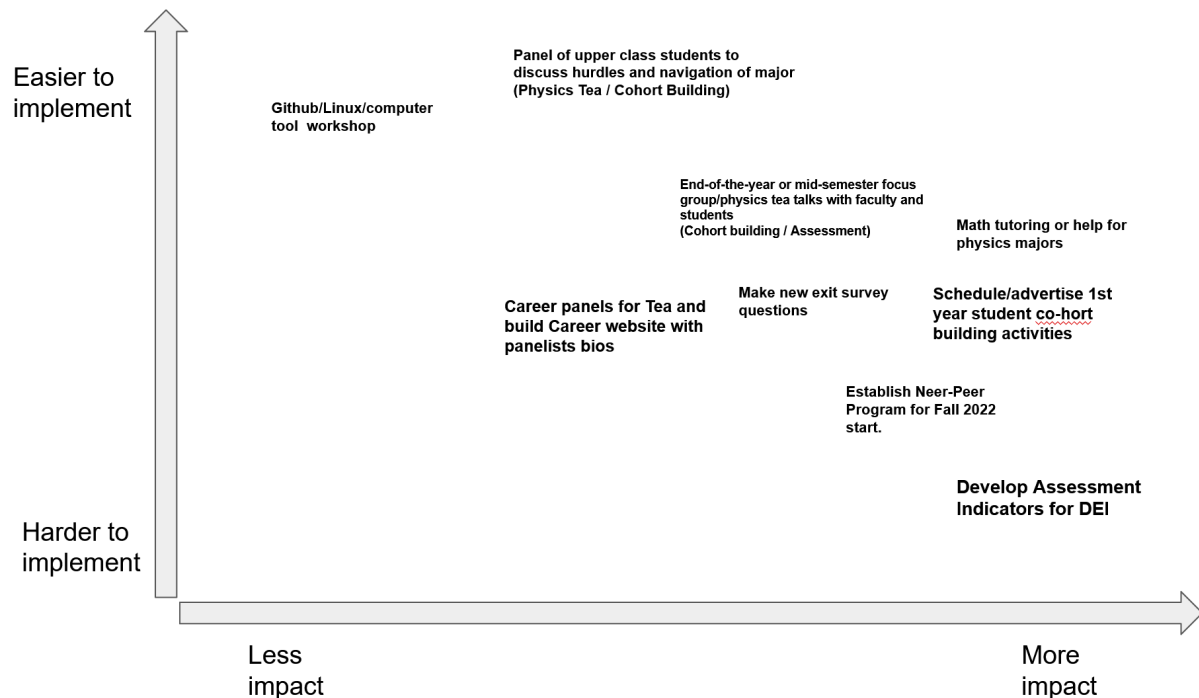 Easier to
implement
Panel of upper class students to
discuss hurdles and navigation of major
(Physics Tea / Cohort Building)
Github/Linux/computer
tool workshop
End-of-the-year or mid-semester focus
group/physics tea talks with faculty and
students
(Cohort building / Assessment)
Math tutoring or help for
physics majors
Career panels for Tea and
build Career website with
panelists bios
Make new exit survey
questions
Schedule/advertise 1st
year student co-hort
building activities
Establish Neer-Peer
Program for Fall 2022
start.
Develop Assessment
Indicators for DEI
Harder to
implement
Less
impact
More
impact